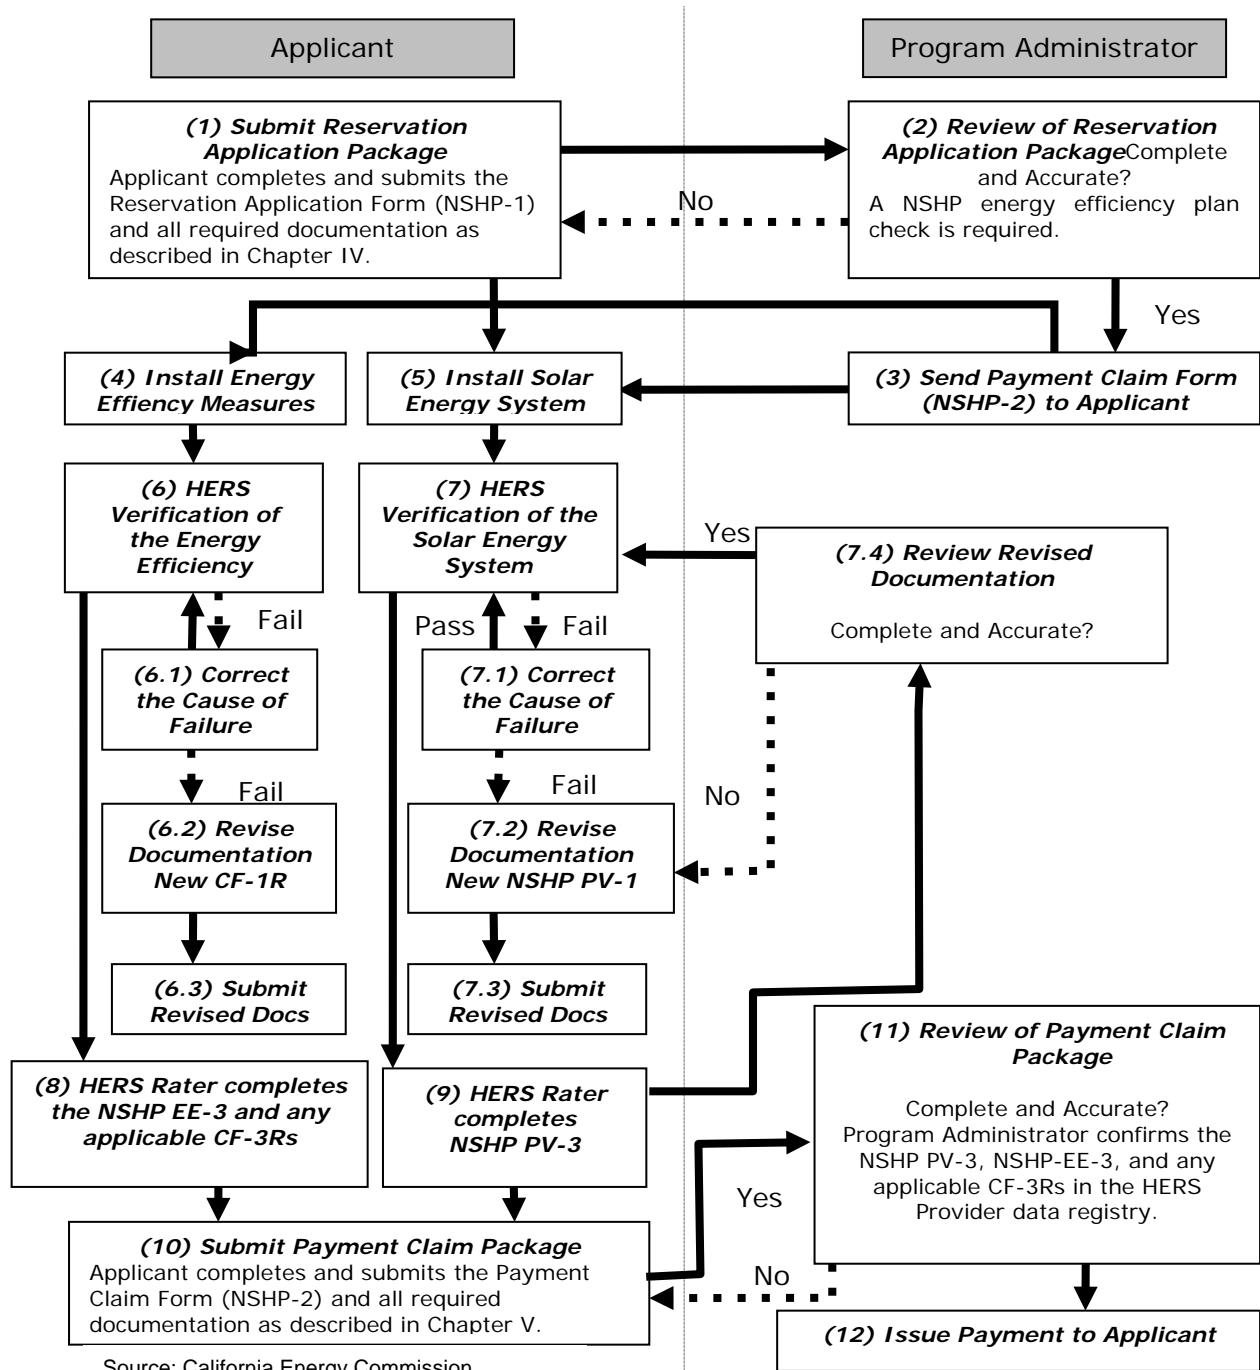 Applicant
Program Administrator
(1) Submit Reservation
Application Package
Applicant completes and submits the
Reservation Application Form (NSHP-1)
and all required documentation as
described in Chapter IV.
(2) Review of Reservation
Application PackageComplete
and Accurate?
A NSHP energy efficiency plan
check is required.
No
Yes
(4) Install Energy
Effiency Measures
(5) Install Solar
Energy System
(3) Send Payment Claim Form
(NSHP-2) to Applicant
(6) HERS
Verification of
the Energy
Efficiency
(7) HERS
Verification of the
Solar Energy
System
Yes
(7.4) Review Revised
Documentation
Complete and Accurate?
Fail
Pass
Fail
(6.1) Correct
the Cause of
Failure
(7.1) Correct
the Cause of
Failure
Fail
Fail
No
(6.2) Revise
Documentation
New CF-1R
(7.2) Revise
Documentation
New NSHP PV-1
(6.3) Submit
Revised Docs
(7.3) Submit
Revised Docs
(8) HERS Rater completes
the NSHP EE-3 and any
applicable CF-3Rs
(9) HERS Rater
completes
NSHP PV-3
(11) Review of Payment Claim
Package
Complete and Accurate?
Program Administrator confirms the
NSHP PV-3, NSHP-EE-3, and any
applicable CF-3Rs in the HERS
Provider data registry.
Yes
No
(10) Submit Payment Claim Package
Applicant completes and submits the Payment
Claim Form (NSHP-2) and all required
documentation as described in Chapter V.
(12) Issue Payment to Applicant
Source: California Energy Commission